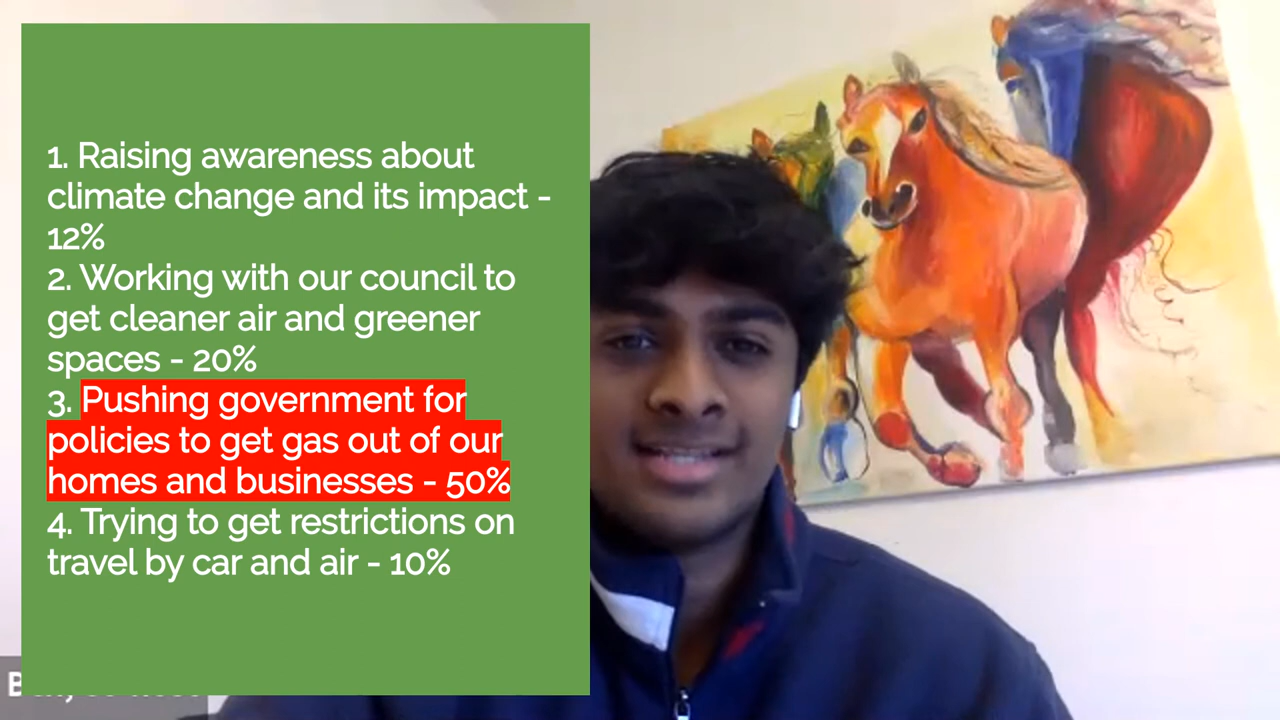 1. Raising awareness about
climate change and its impact -
12%
2. Working with our council to
get cleaner air and greener
spaces - 20%
3. Pushing government for
policies to get gas out of our
homes and businesses - 50%
4. Trying to get restrictions on
travel by car and air - 10%